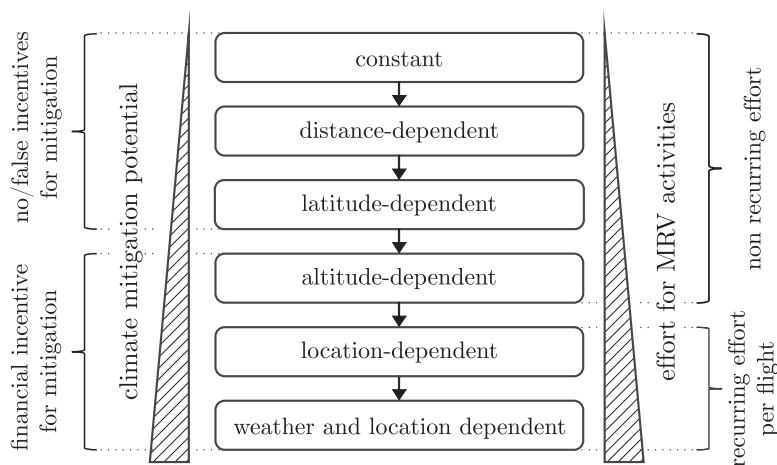 no/false incentives
for mitigation
financial incentive
for mitigation
climate mitigation potential
constant
distance-dependent
latitude-dependent
altitude-dependent
location-dependent
weather and location dependent
effort for MRV activities
non recurring effort
recurring effort
per flight